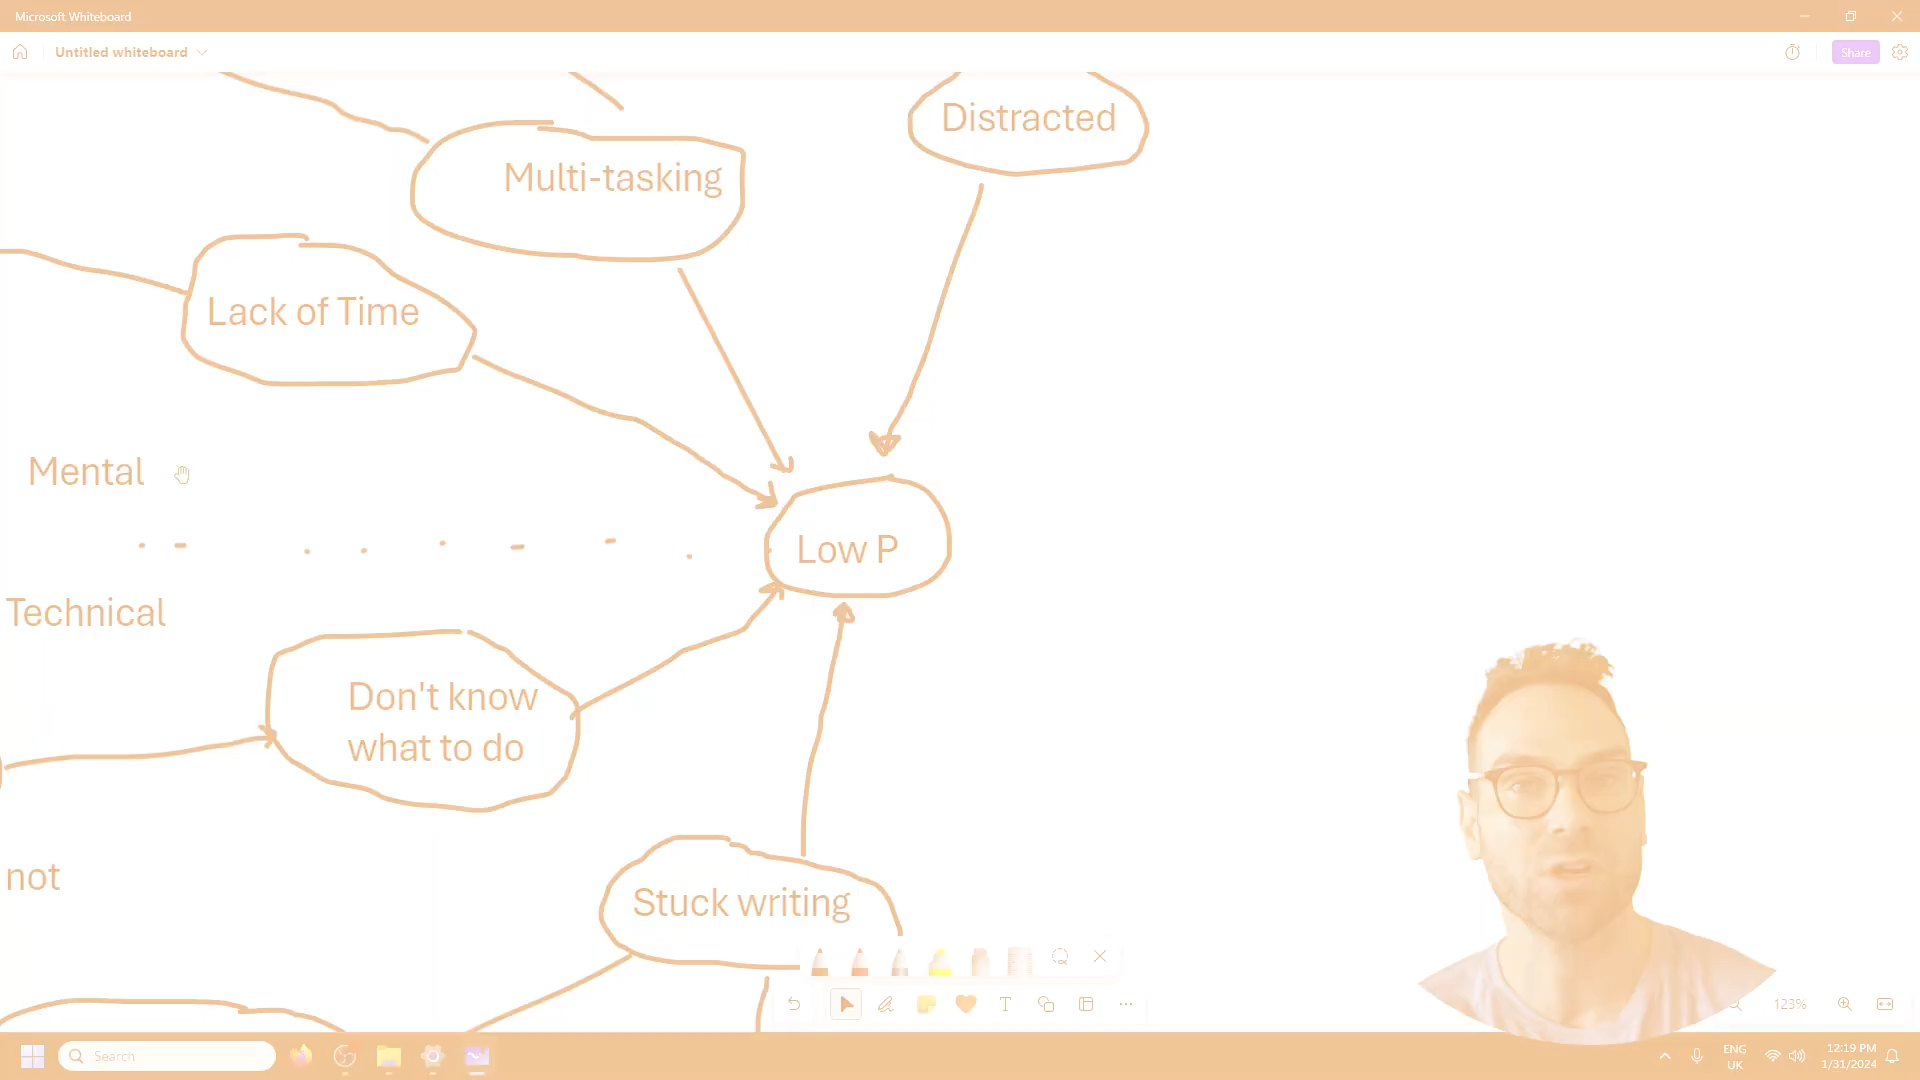 Microsoft Whiteboard
Untitled whiteboard
Share
Distracted
Multi-tasking
Lack of Time
Mental
Low P
Technical
Don't know
what to do
not
Stuck writing
123%
Search
ENG
UK
12:19 PM
1/31/2024